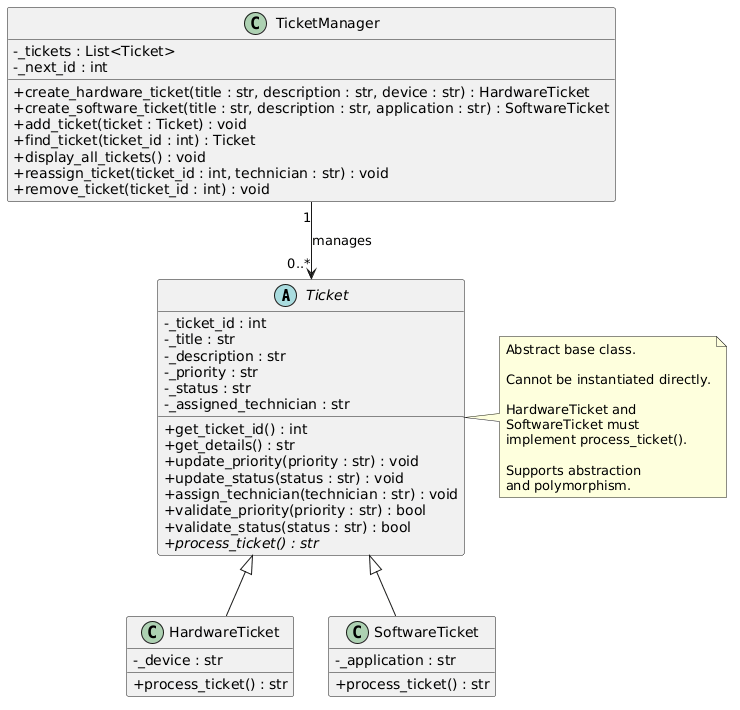 C TicketManager
-_tickets : List<Ticket>
-_next_id : int
+create_hardware_ticket(title : str, description : str, device : str) : HardwareTicket
+create_software_ticket(title : str, description : str, application : str) : SoftwareTicket
+add_ticket(ticket : Ticket) : void
+find_ticket(ticket_id : int) : Ticket
+display_all_tickets() : void
+reassign_ticket(ticket_id : int, technician : str) : void
+remove_ticket(ticket_id : int) : void
1
manages
0..*
A Ticket
-_ticket_id : int
-_title : str
-_description : str
-_priority : str
-_status : str
-_assigned_technician : str
+get_ticket_id() : int
+get_details() : str
+update_priority(priority : str) : void
+update_status(status : str) : void
+assign_technician(technician : str) : void
+validate_priority(priority : str) : bool
+validate_status(status : str) : bool
+process_ticket() : str
Abstract base class.
Cannot be instantiated directly.
HardwareTicket and
SoftwareTicket must
implement process_ticket().
Supports abstraction
and polymorphism.
C HardwareTicket
-_device : str
+process_ticket() : str
C SoftwareTicket
-_application : str
+process_ticket() : str